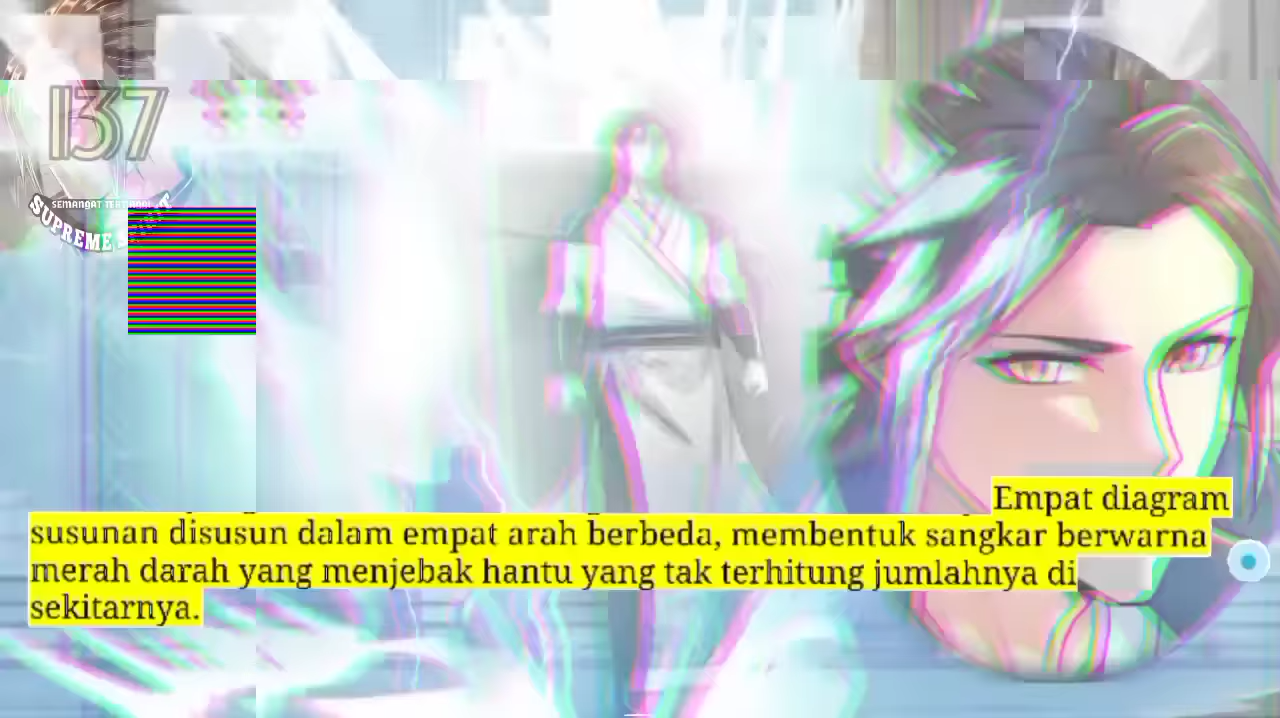 137
SUPREME
Empat diagram
susunan disusun dalam empat arah berbeda, membentuk sangkar berwarna
merah darah yang menjebak hantu yang tak terhitung jumlahnya di
sekitarnya.